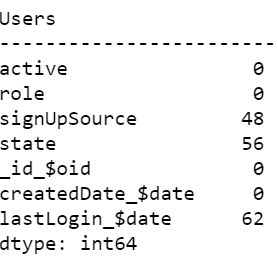 Users
-----------------------
active 0
role 0
signUpSource 48
state 56
_id_$oid 0
createdDate_$date 0
lastLogin_$date 62
dtype: int64